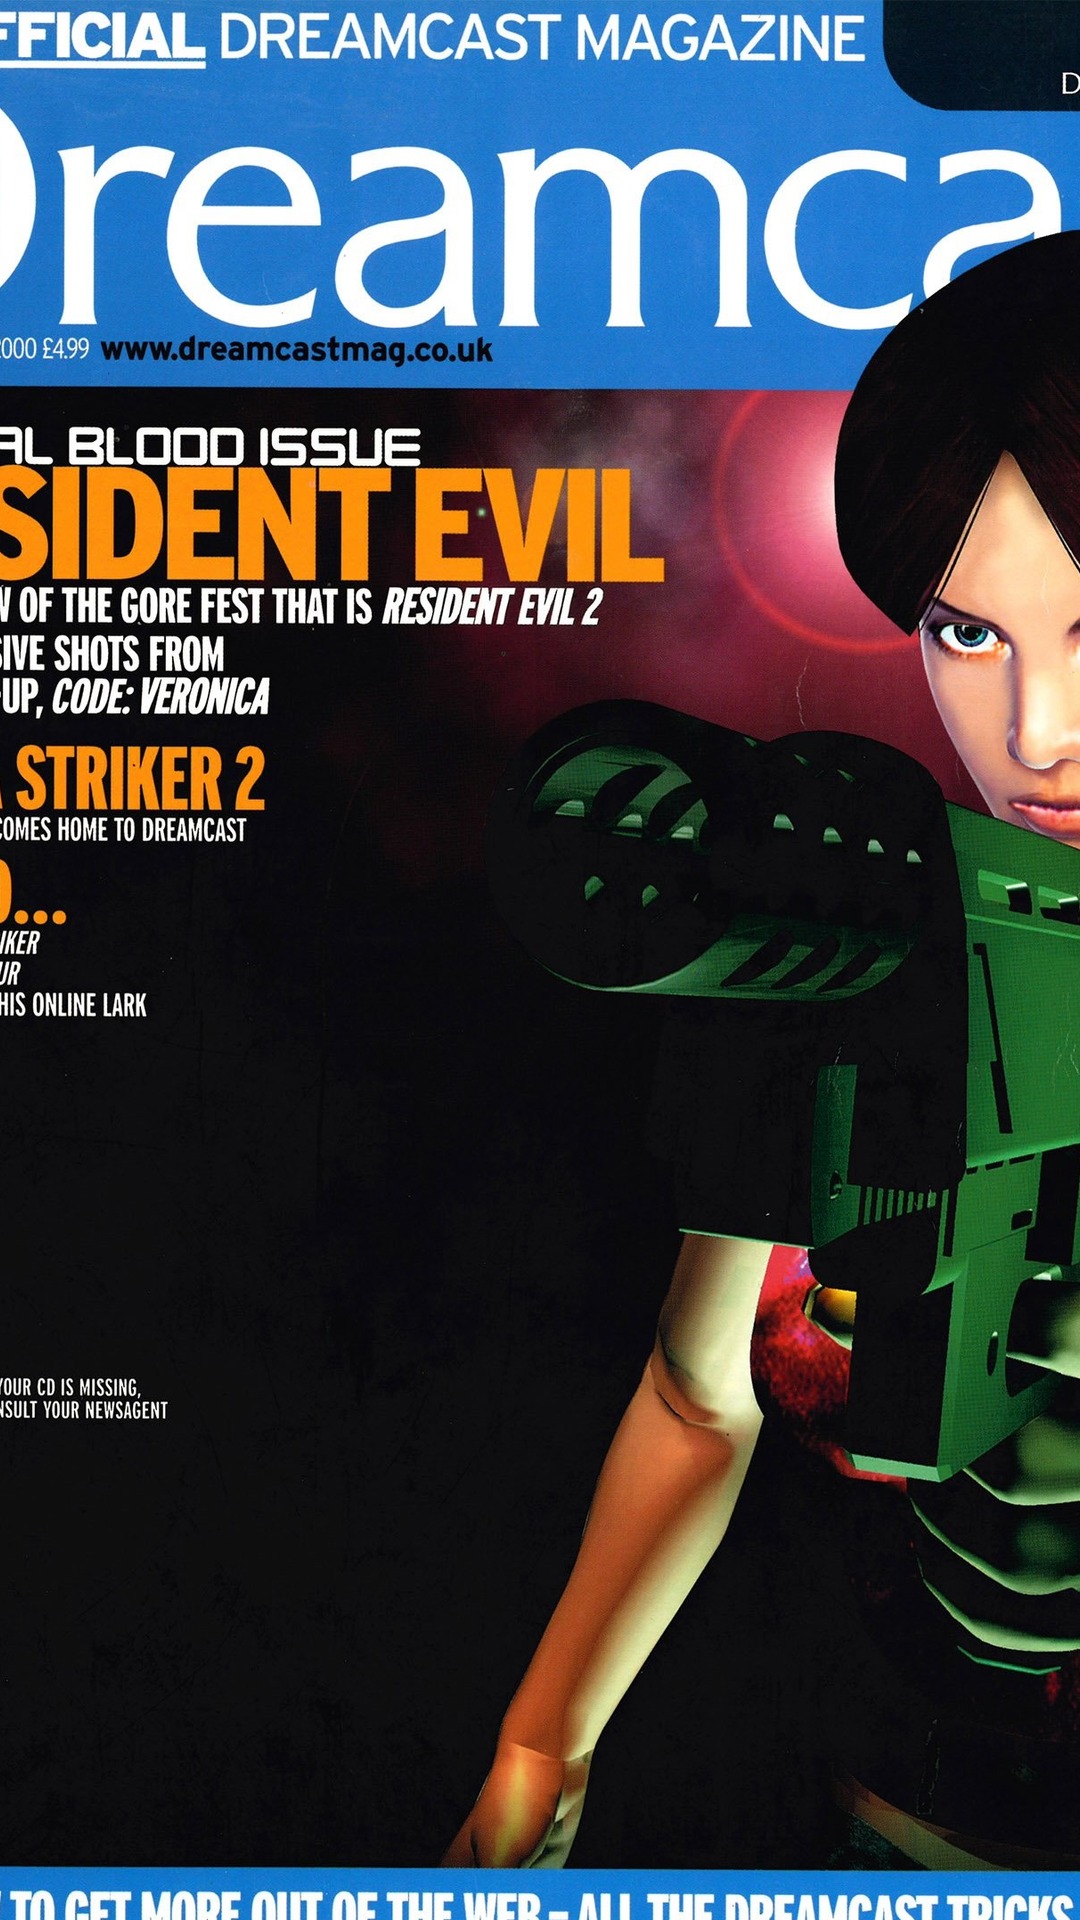 FFICIAL DREAMCAST MAGAZINE
D
Dreamca
2000 £4.99 www.dreamcastmag.co.uk
AL BLOOD ISSUE
SIDENT EVIL
W OF THE GORE FEST THAT IS RESIDENT EVIL 2
SIVE SHOTS FROM
-UP, CODE: VERONICA
A STRIKER 2
COMES HOME TO DREAMCAST
O...
IKER
UR
HIS ONLINE LARK
YOUR CD IS MISSING,
NSULT YOUR NEWSAGENT
TO GET MORE OUT OF THE WEB – ALL THE DREAMCAST TRICKS